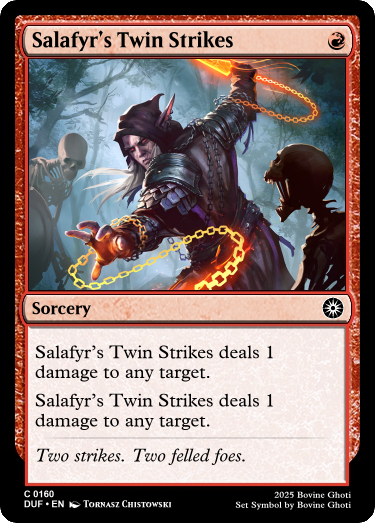 Salafyr's Twin Strikes
Sorcery
Salafyr's Twin Strikes deals 1
damage to any target.
Salafyr's Twin Strikes deals 1
damage to any target.
Two strikes. Two felled foes.
C 0160
DUF • EN Tornasz Chistowski
2025 Bovine Ghoti
Set Symbol by Bovine Ghoti